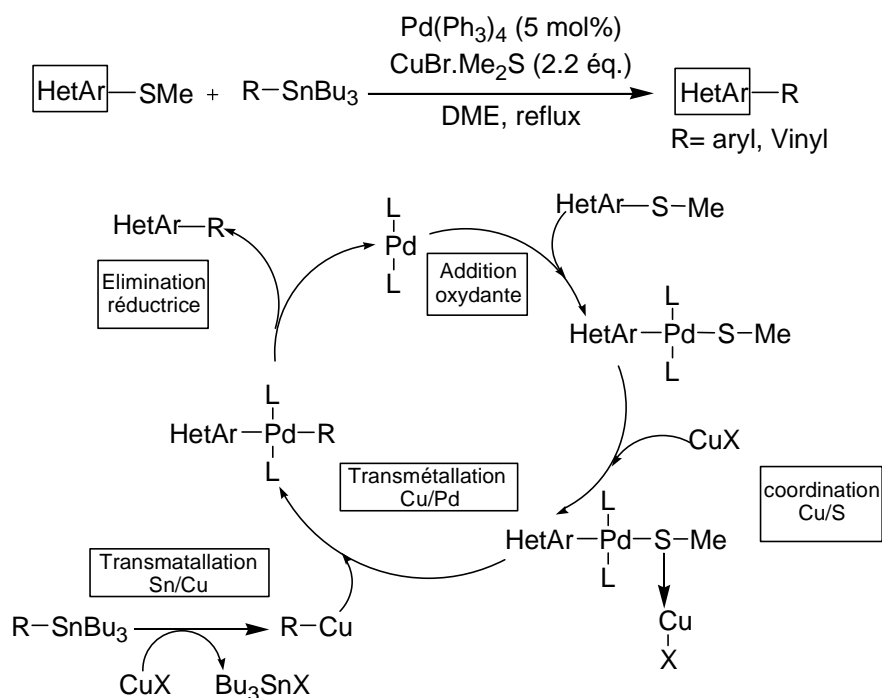 Pd(Ph3)4 (5 mol%)
CuBr.Me2S (2.2 éq.)
HetAr—SMe + R—SnBu3
HetAr—R
DME, reflux
R= aryl, Vinyl
HetAr—R
L
Pd
L
HetAr—S—Me
Elimination
réductrice
Addition
oxydante
L
HetAr—Pd—S—Me
L
L
HetAr—Pd—R
L
CuX
Transmétallation
Cu/Pd
coordination
Cu/S
L
HetAr—Pd—S—Me
L
Cu
X
Transmatallation
Sn/Cu
R—SnBu3
R—Cu
CuX
Bu3SnX